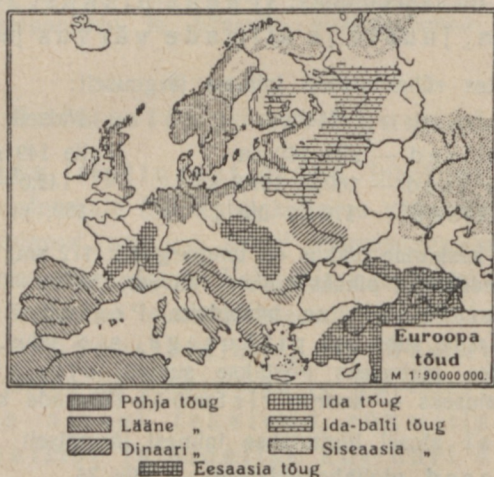 Euroopa
tõud
M 1:90000000.
Põhja tõug
Ida tõug
Lääne „
Ida-balti tõug
Dinaari „
Siseaasia „
Eesaasia tõug